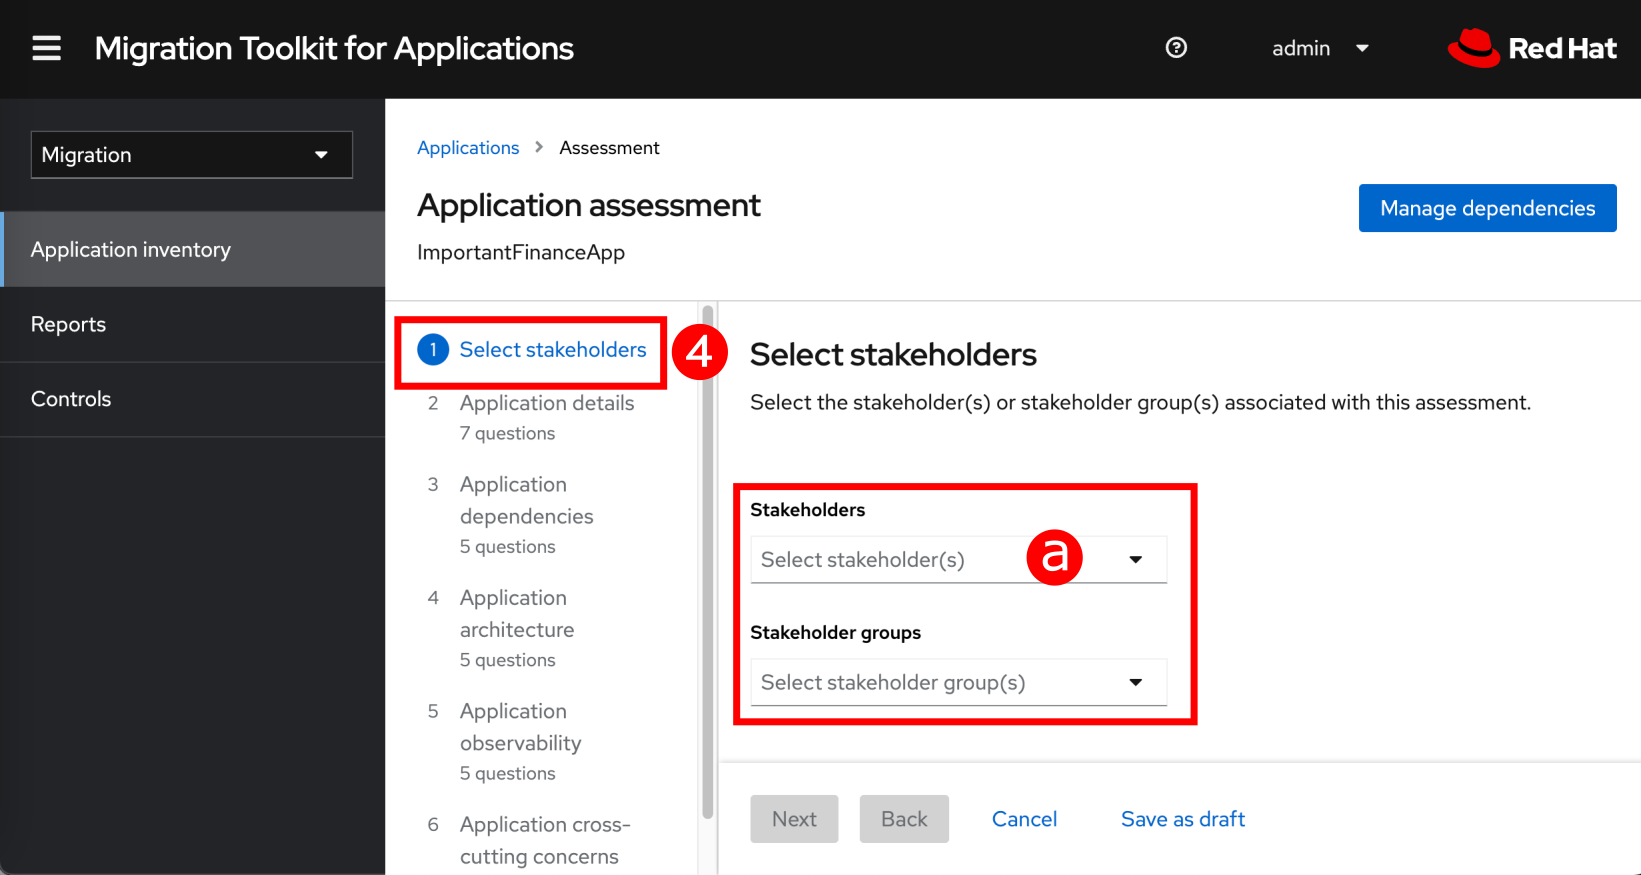 Migration Toolkit for Applications
admin
Red Hat
Migration
Application inventory
Reports
Controls
Applications > Assessment
Application assessment
ImportantFinanceApp
Manage dependencies
1 Select stakeholders
4
2 Application details
7 questions
3 Application
dependencies
5 questions
4 Application
architecture
5 questions
5 Application
observability
5 questions
6 Application cross-
cutting concerns
Select stakeholders
Select the stakeholder(s) or stakeholder group(s) associated with this assessment.
Stakeholders
Select stakeholder(s)
a
Stakeholder groups
Select stakeholder group(s)
Next Back Cancel Save as draft